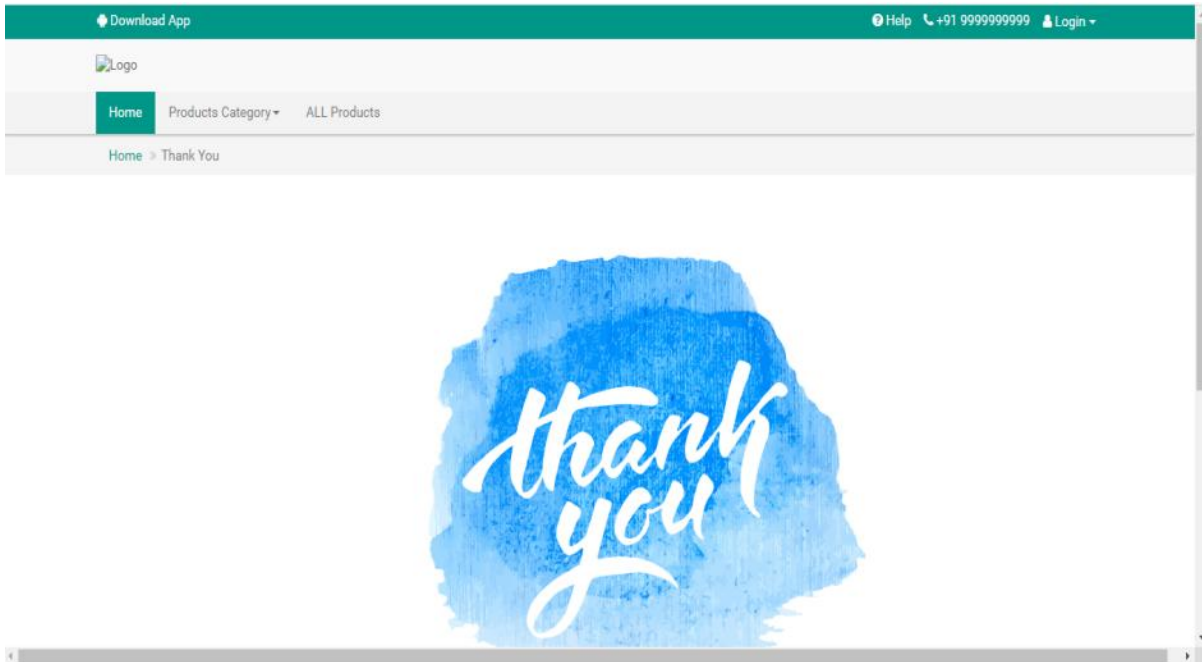 Download App
Help +91 9999999999 Login
Logo
Home Products Category ALL Products
Home » Thank You
thank
you